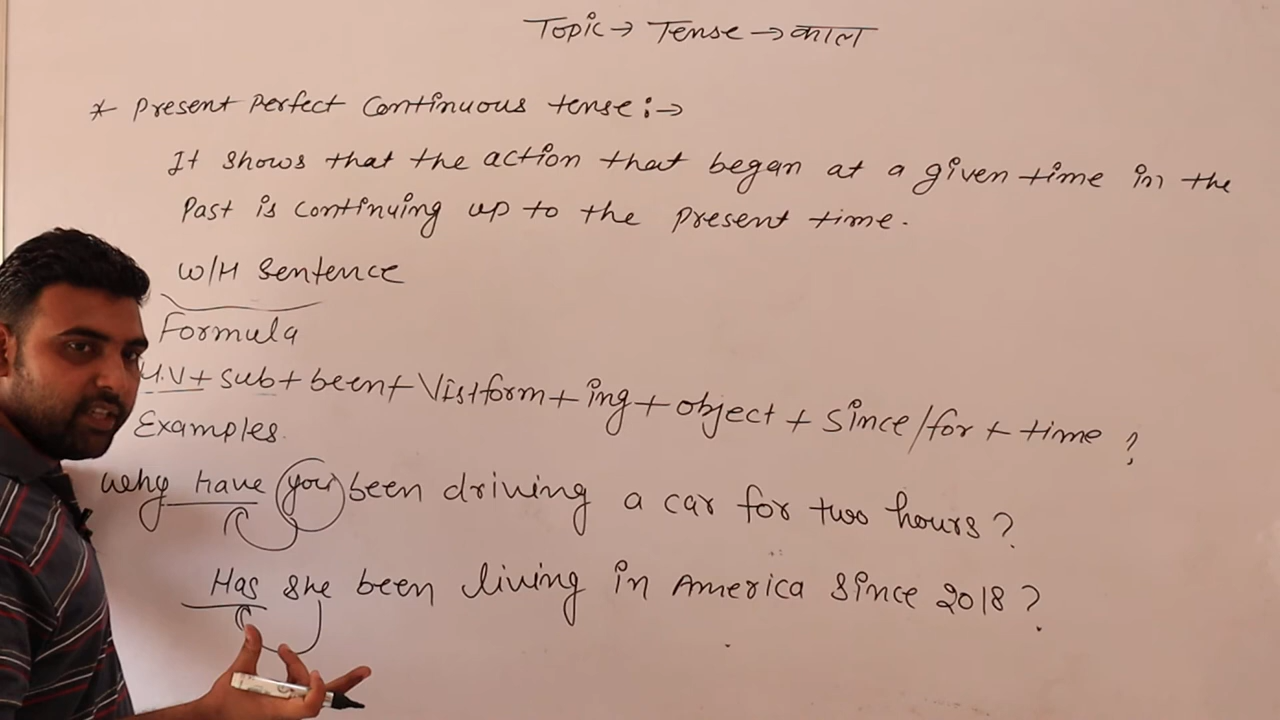 Topic → Tense → काल
* Present Perfect Continuous tense :→
It shows that the action that began at a given time in the
Past is continuing up to the present time.
W/H Sentence
Formula
H.V + sub + been + V1st form + ing + object + Since/for + time ?
Examples.
Why have you been driving a car for two hours?
Has she been living in America Since 2018?